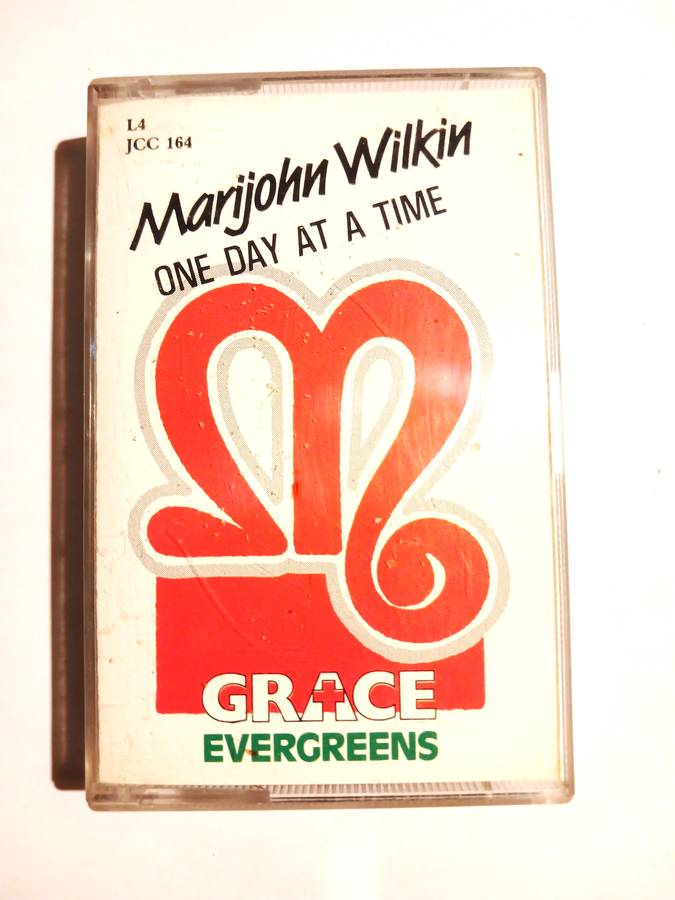 L4
JCC 164
Marijohn Wilkin
ONE DAY AT A TIME
GRACE
EVERGREENS